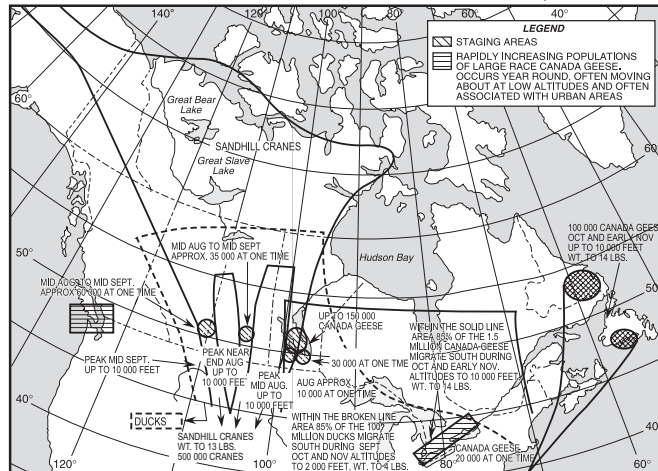 140°
120°
100°
80°
60°
40°
LEGEND
STAGING AREAS
RAPIDLY INCREASING POPULATIONS
OF LARGE RACE CANADA GEESE.
OCCURS YEAR ROUND, OFTEN MOVING
ABOUT AT LOW ALTITUDES AND OFTEN
ASSOCIATED WITH URBAN AREAS
60°
Great Bear
Lake
SANDHILL CRANES
Great Slave
Lake
60°
50°
Hudson Bay
100 000 CANADA GEESE
OCT AND EARLY NOV
UP TO 10 000 FEET
WT. TO 14 LBS.
MID AUG TO MID SEPT
APPROX. 35 000 AT ONE TIME
MID AUG TO MID SEPT.
APPROX 60 000 AT ONE TIME
50°
UP TO 150 000
CANADA GEESE
WITHIN THE SOLID LINE
AREA 85% OF THE 1.5
MILLION CANADA GEESE
MIGRATE SOUTH DURING
OCT AND EARLY NOV.
ALTITUDES TO 10 000 FEET
WT. TO 14 LBS.
PEAK MID SEPT.
UP TO 10 000 FEET
PEAK NEAR
END AUG
UP TO
10 000 FEET
30 000 AT ONE TIME
PEAK
MID AUG.
UP TO
10 000 FEET
AUG APPROX.
10 000 AT ONE TIME
40°
40°
DUCKS
WITHIN THE BROKEN LINE
AREA 85% OF THE 100
MILLION DUCKS MIGRATE
SOUTH DURING SEPT
OCT AND NOV ALTITUDES
TO 2 000 FEET, WT. TO 4 LBS.
SANDHILL CRANES
WT. TO 13 LBS.
500 000 CRANES
CANADA GEESE
20 000 AT ONE TIME
120°
100°
80°
60°